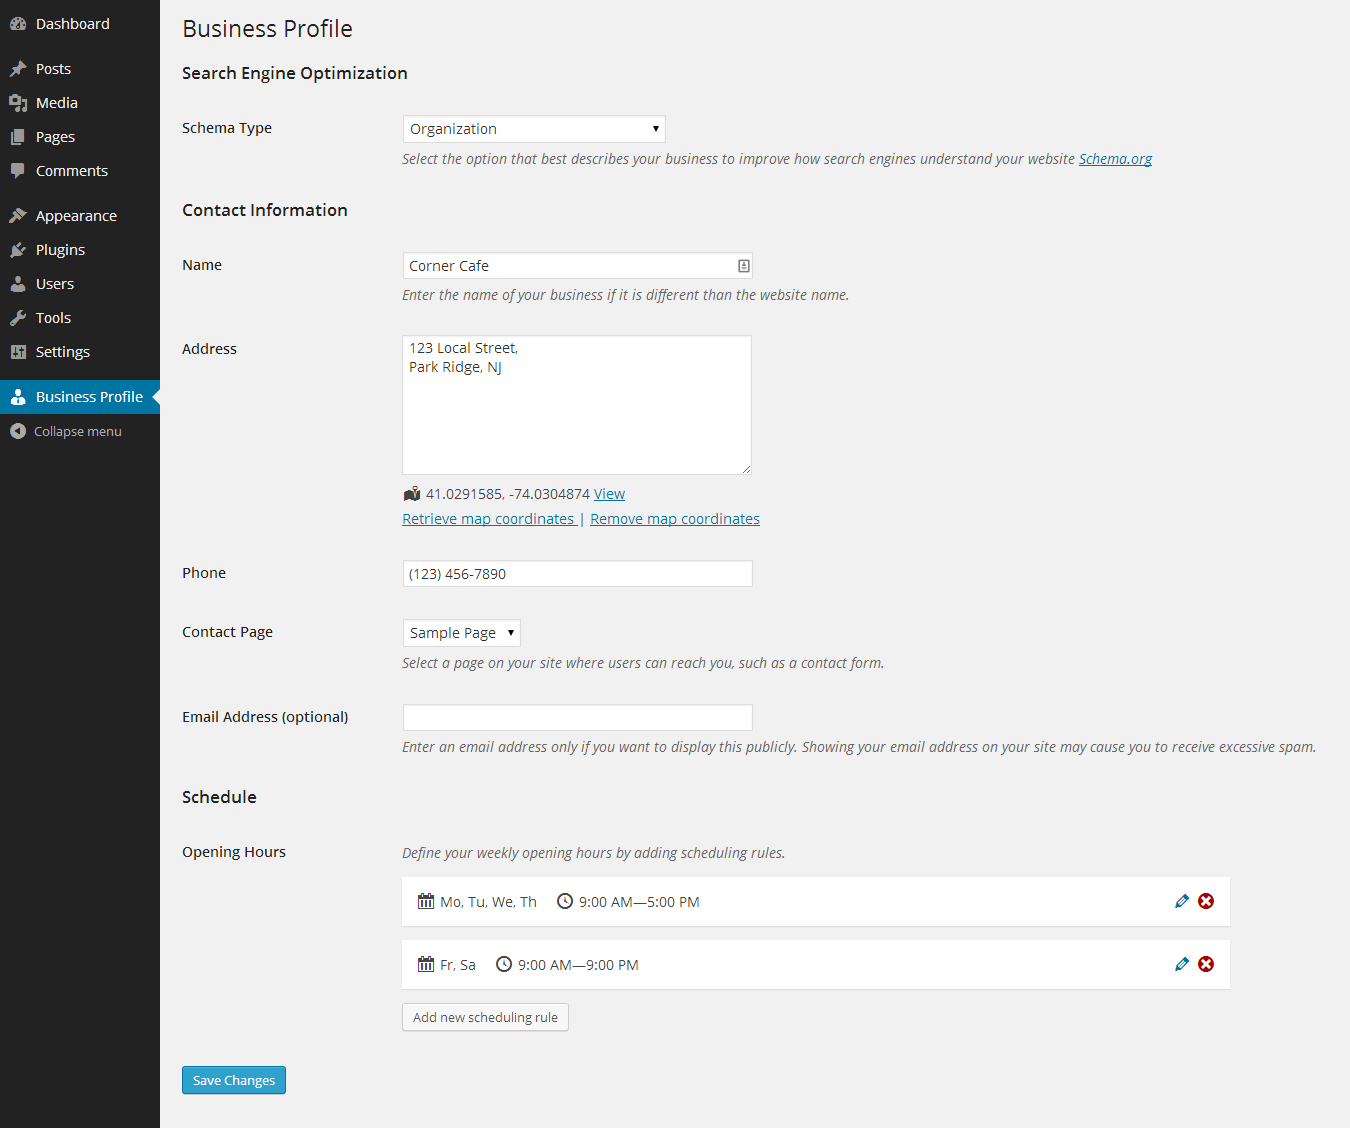 Dashboard
Posts
Media
Pages
Comments
Appearance
Plugins
Users
Tools
Settings
Business Profile
Collapse menu
Business Profile
Search Engine Optimization
Schema Type
Organization
Select the option that best describes your business to improve how search engines understand your website Schema.org
Contact Information
Name
Corner Cafe
Enter the name of your business if it is different than the website name.
Address
123 Local Street,
Park Ridge, NJ
41.0291585, -74.0304874 View
Retrieve map coordinates | Remove map coordinates
Phone
(123) 456-7890
Contact Page
Sample Page
Select a page on your site where users can reach you, such as a contact form.
Email Address (optional)
Enter an email address only if you want to display this publicly. Showing your email address on your site may cause you to receive excessive spam.
Schedule
Opening Hours
Define your weekly opening hours by adding scheduling rules.
Mo, Tu, We, Th 9:00 AM—5:00 PM
Fr, Sa 9:00 AM—9:00 PM
Add new scheduling rule
Save Changes